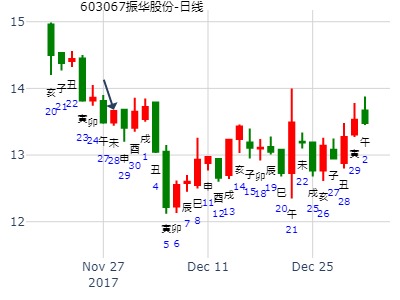 603067振华股份-日线
15
14
13
12
亥
20
子
21
丑
22
寅
23
卯
24
午
27
未
28
申
29
酉
30
戌
1
丑
4
寅
5
卯
6
辰
7
巳
8
申
11
酉
12
戌
13
亥
14
子
15
卯
18
辰
19
巳
20
午
21
未
22
戌
25
亥
26
子
27
丑
28
寅
29
午
2
Nov 27
2017
Dec 11
Dec 25